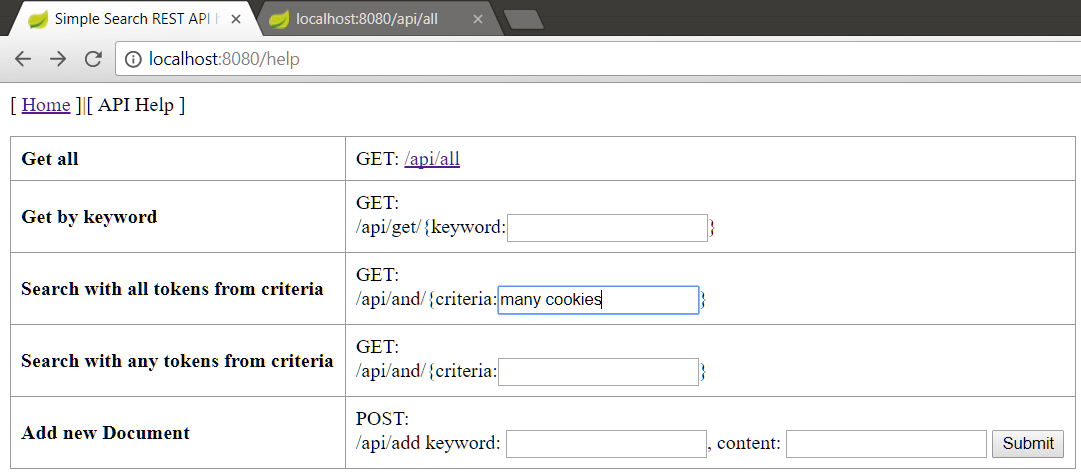 Simple Search REST API
localhost:8080/api/all
localhost:8080/help
[ Home ]|[ API Help ]
Get all
GET: /api/all
Get by keyword
GET:
/api/get/{keyword: }
Search with all tokens from criteria
GET:
/api/and/{criteria: many cookies }
Search with any tokens from criteria
GET:
/api/and/{criteria: }
Add new Document
POST:
/api/add keyword: , content: Submit